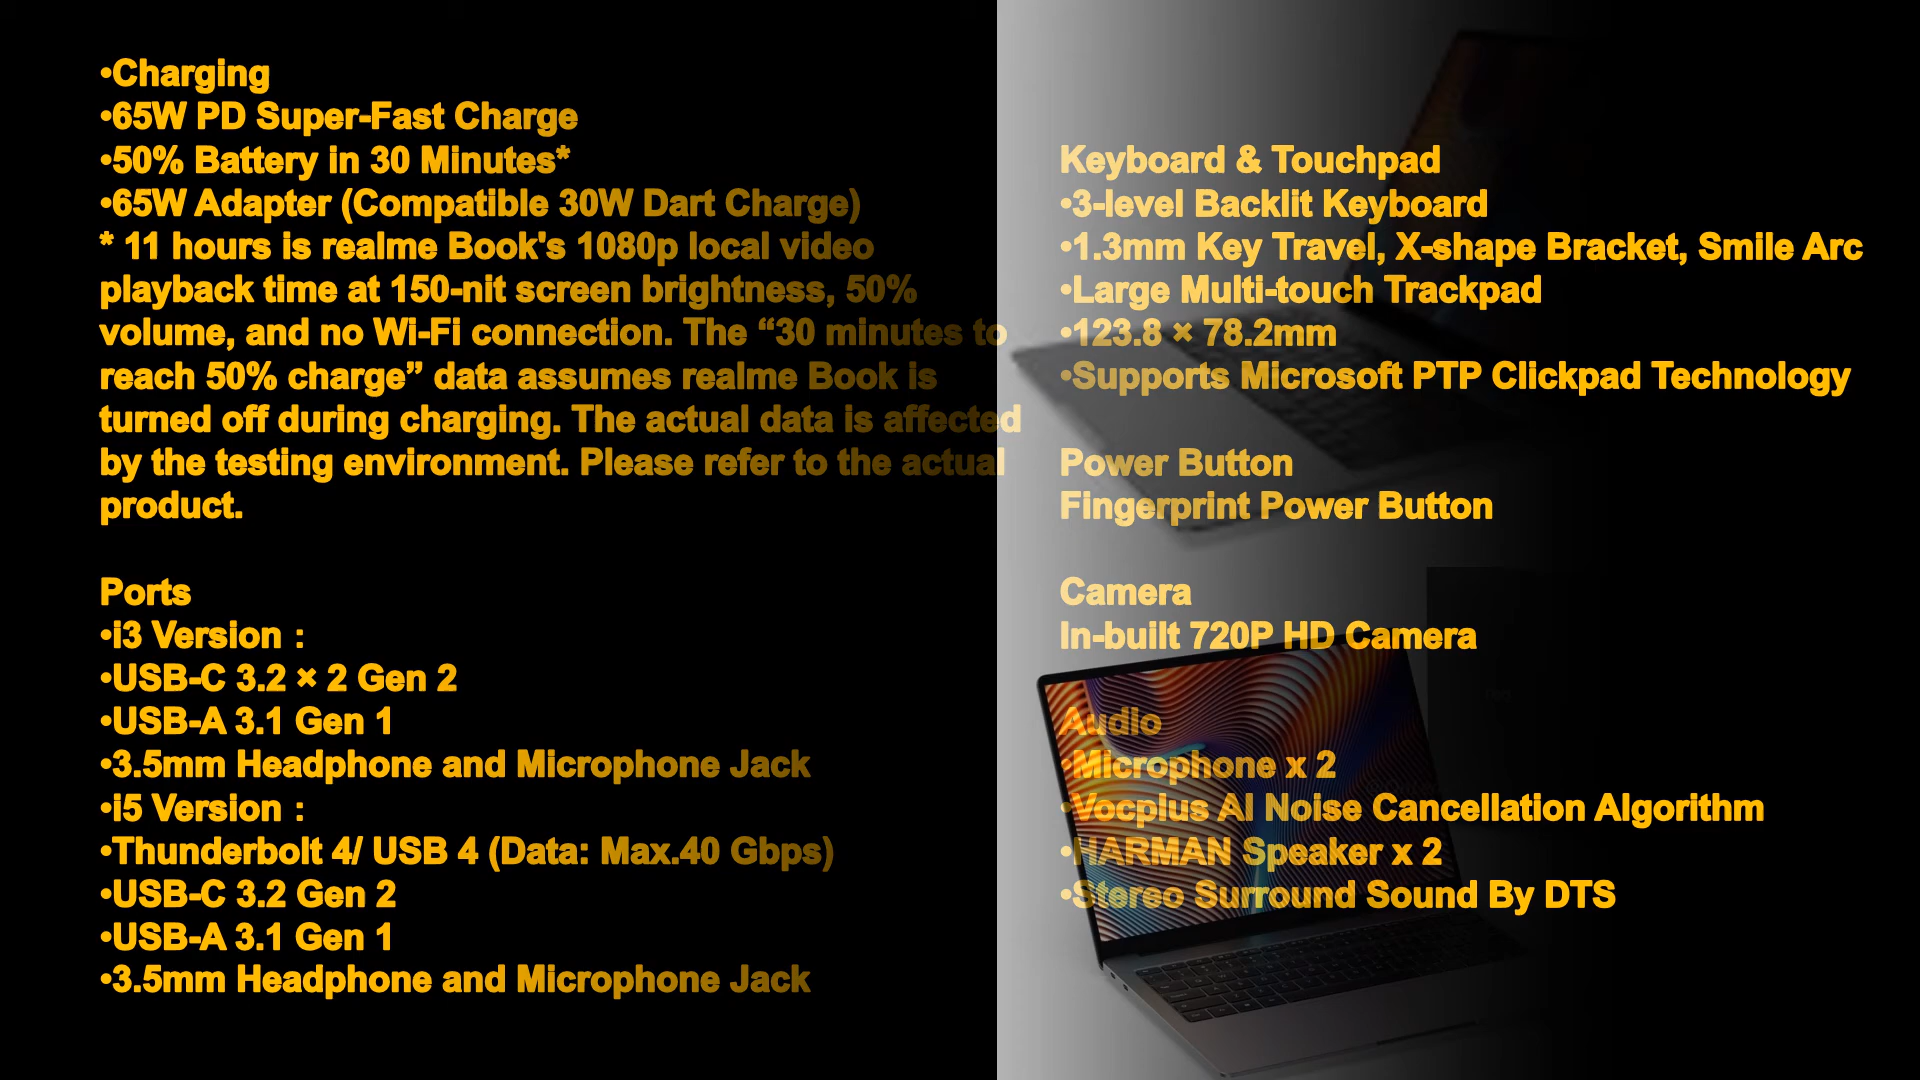 •Charging
•65W PD Super-Fast Charge
•50% Battery in 30 Minutes*
•65W Adapter (Compatible 30W Dart Charge)
* 11 hours is realme Book's 1080p local video
playback time at 150-nit screen brightness, 50%
volume, and no Wi-Fi connection. The “30 minutes to
reach 50% charge” data assumes realme Book is
turned off during charging. The actual data is affected
by the testing environment. Please refer to the actual
product.
Ports
•i3 Version：
•USB-C 3.2 × 2 Gen 2
•USB-A 3.1 Gen 1
•3.5mm Headphone and Microphone Jack
•i5 Version：
•Thunderbolt 4/ USB 4 (Data: Max.40 Gbps)
•USB-C 3.2 Gen 2
•USB-A 3.1 Gen 1
•3.5mm Headphone and Microphone Jack
Keyboard & Touchpad
•3-level Backlit Keyboard
•1.3mm Key Travel, X-shape Bracket, Smile Arc
•Large Multi-touch Trackpad
•123.8 × 78.2mm
•Supports Microsoft PTP Clickpad Technology
Power Button
Fingerprint Power Button
Camera
In-built 720P HD Camera
Audio
•Microphone x 2
•Vocplus AI Noise Cancellation Algorithm
•HARMAN Speaker x 2
•Stereo Surround Sound By DTS